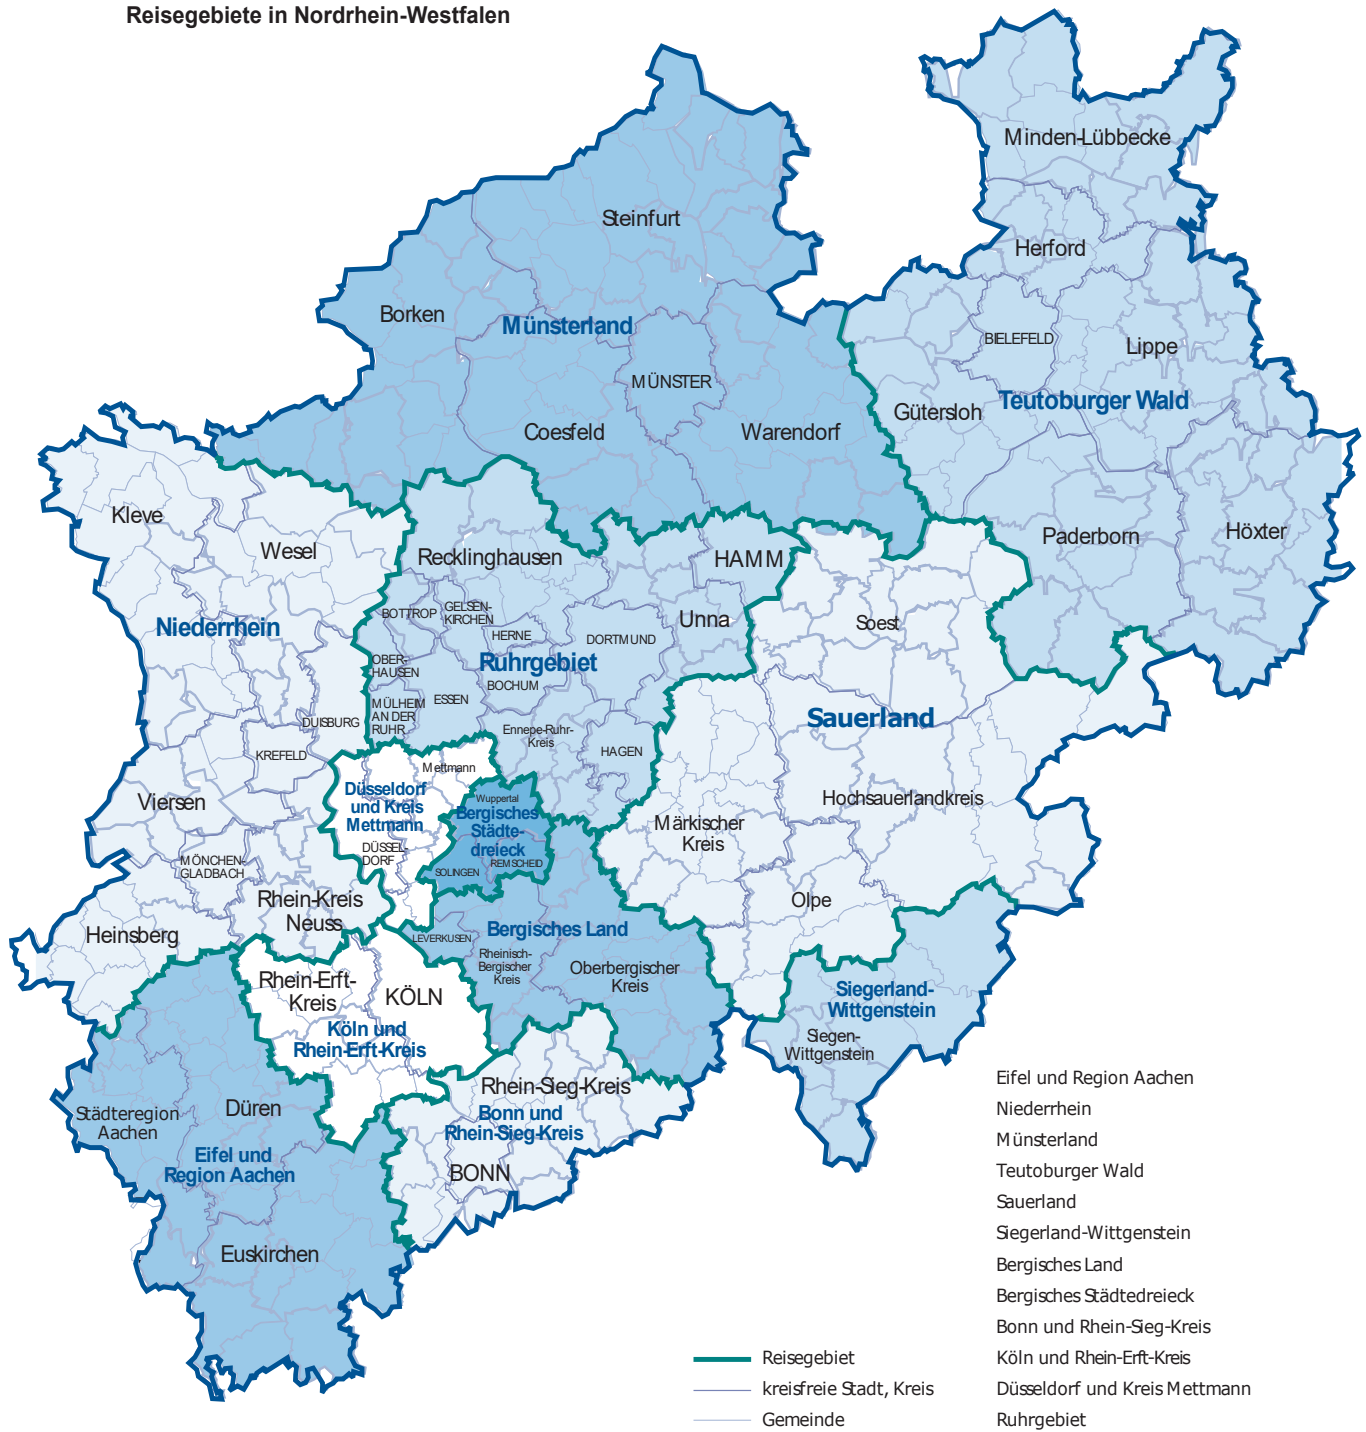 Reisegebiete in Nordrhein-Westfalen
Minden-Lübbecke
Steinfurt
Herford
Borken
Münsterland
BIELEFELD
Lippe
MÜNSTER
Teutoburger Wald
Gütersloh
Coesfeld
Warendorf
Kleve
Wesel
Recklinghausen
HAMM
Paderborn
Höxter
Niederrhein
BOTTROP
GELSEN-
KIRCHEN
HERNE
DORTMUND
Unna
Soest
OBER-
HAUSEN
Ruhrgebiet
BOCHUM
ESSEN
MÜLHEIM
AN DER
RUHR
DUISBURG
Sauerland
Ennepe-Ruhr-
Kreis
HAGEN
KREFELD
Mettmann
Düsseldorf
und Kreis
Mettmann
Viersen
Wuppertal
Bergisches
Städte-
dreieck
Hochsauerlandkreis
Märkischer
Kreis
DÜSSEL-
DORF
MÖNCHEN-
GLADBACH
SOLINGEN
REMSCHEID
Rhein-Kreis
Neuss
Olpe
Heinsberg
LEVERKUSEN
Bergisches Land
Rheinisch-
Bergischer
Kreis
Oberbergischer
Kreis
Rhein-Erft-
Kreis
KÖLN
Siegerland-
Wittgenstein
Köln und
Rhein-Erft-Kreis
Siegen-
Wittgenstein
Rhein-Sieg-Kreis
Städteregion
Aachen
Düren
Bonn und
Rhein-Sieg-Kreis
Eifel und
Region Aachen
BONN
Euskirchen
Reisegebiet
kreisfreie Stadt, Kreis
Gemeinde
Eifel und Region Aachen
Niederrhein
Münsterland
Teutoburger Wald
Sauerland
Siegerland-Wittgenstein
Bergisches Land
Bergisches Städtedreieck
Bonn und Rhein-Sieg-Kreis
Köln und Rhein-Erft-Kreis
Düsseldorf und Kreis Mettmann
Ruhrgebiet